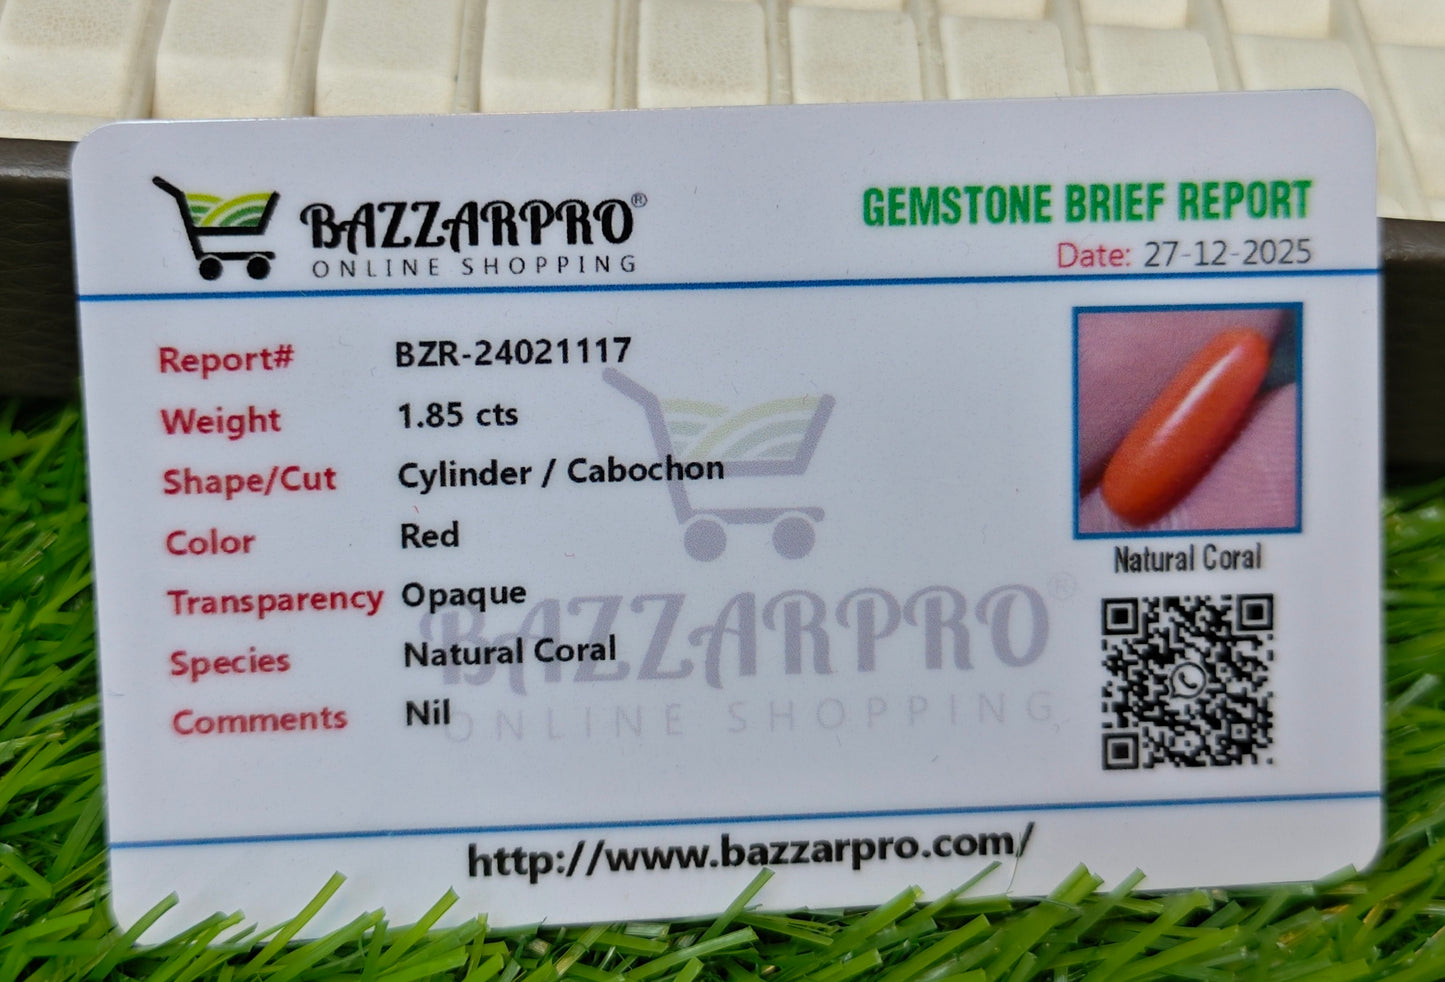 BAZZARPRO®
ONLINE SHOPPING
GEMSTONE BRIEF REPORT
Date: 27-12-2025
Report# BZR-24021117
Weight 1.85 cts
Shape/Cut Cylinder / Cabochon
Color Red
Transparency Opaque
Species Natural Coral
Comments Nil
Natural Coral
BAZZARPRO®
ONLINE SHOPPING
http://www.bazzarpro.com/